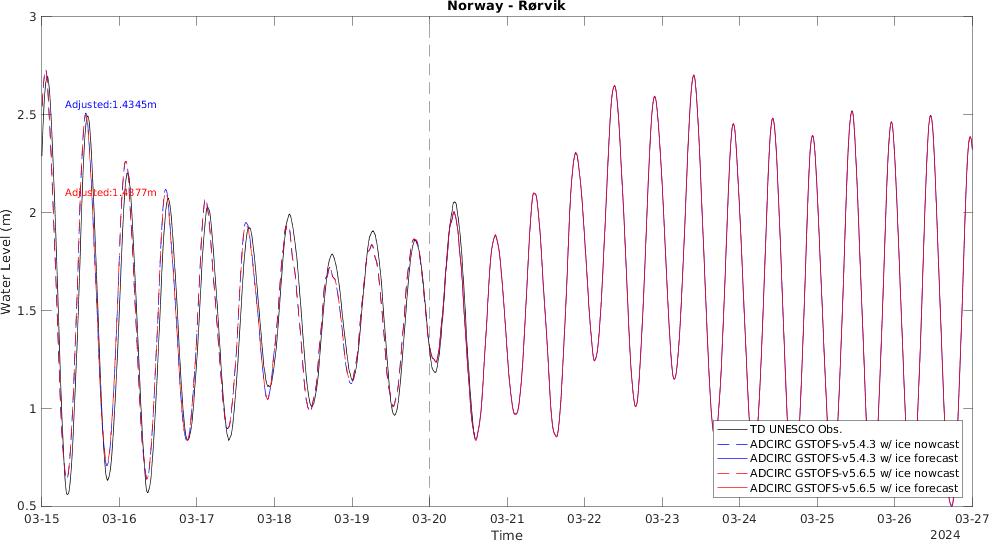 Norway - Rørvik
3
2.5
2
1.5
1
0.5
Water Level (m)
Adjusted:1.4345m
Adjusted:1.4377m
TD UNESCO Obs.
ADCIRC GSTOFS-v5.4.3 w/ ice nowcast
ADCIRC GSTOFS-v5.4.3 w/ ice forecast
ADCIRC GSTOFS-v5.6.5 w/ ice nowcast
ADCIRC GSTOFS-v5.6.5 w/ ice forecast
03-15 03-16 03-17 03-18 03-19 03-20 03-21 03-22 03-23 03-24 03-25 03-26 03-27
Time
2024